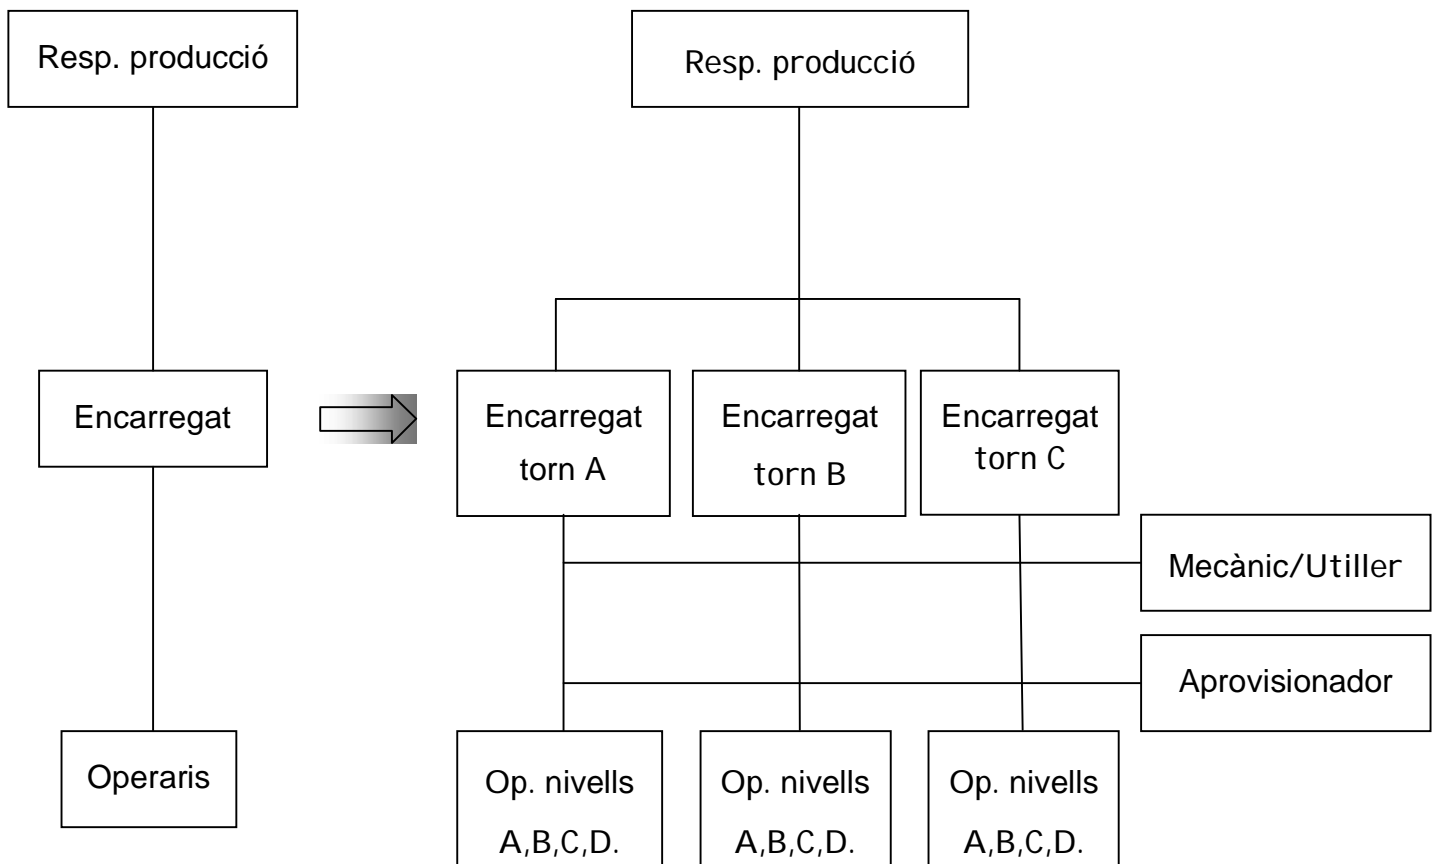 Resp. producció
Resp. producció
Encarregat
Encarregat
torn A
Encarregat
torn B
Encarregat
torn C
Mecànic/Utiller
Aprovisionador
Operaris
Op. nivells
A,B,C,D.
Op. nivells
A,B,C,D.
Op. nivells
A,B,C,D.